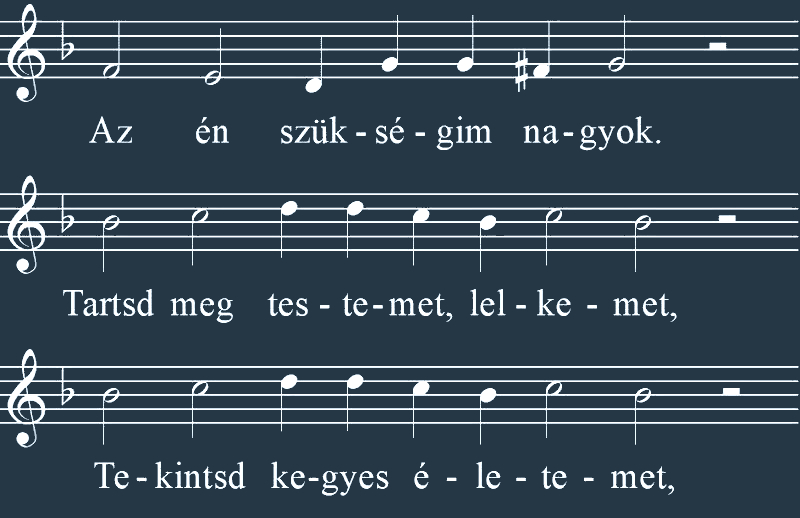 Az én szük - sé - gim na - gyok.
Tartsd meg tes - te - met, lel - ke - met,
Te - kintsd ke - gyes é - le - te - met,